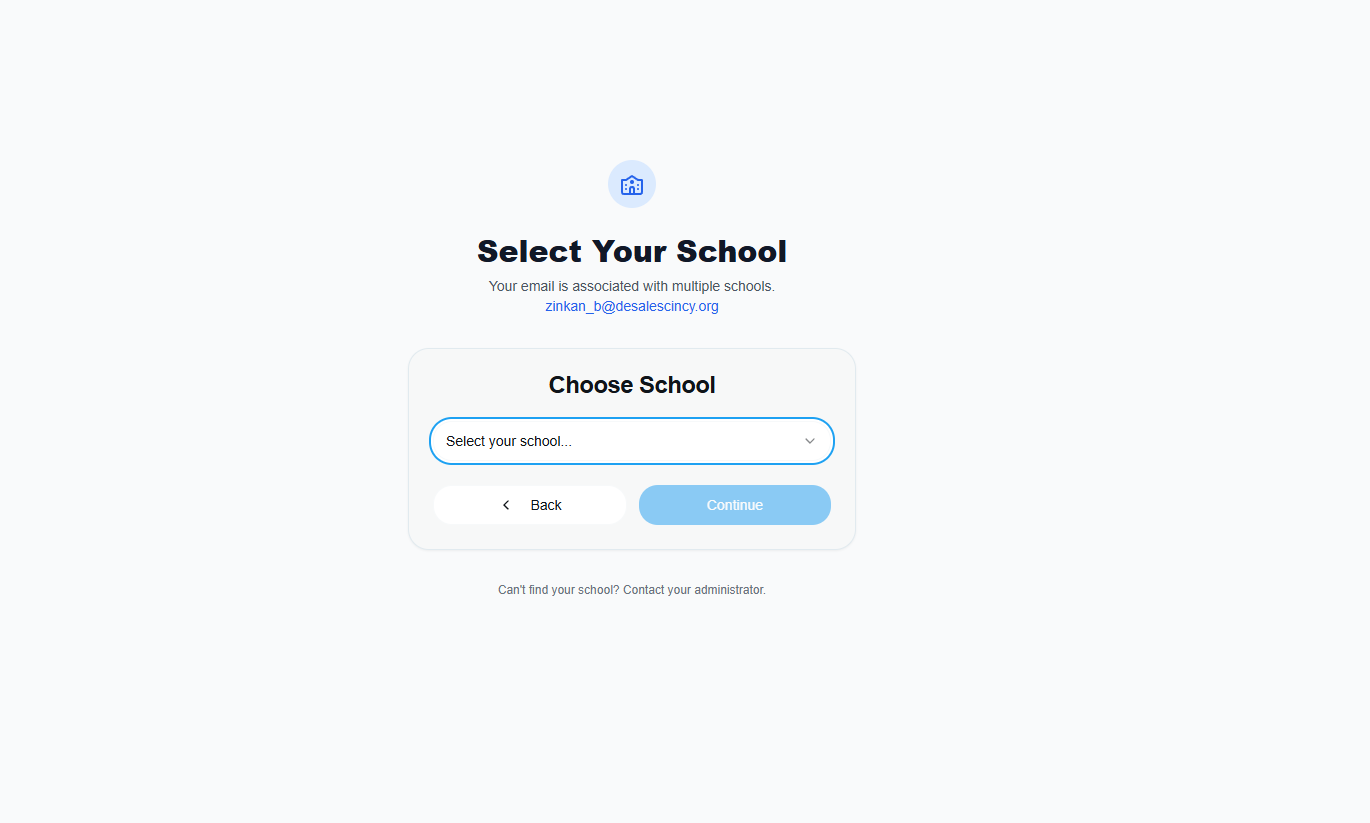 Select Your School
Your email is associated with multiple schools.
zinkan_b@desalescincy.org
Choose School
Select your school...
Back
Continue
Can't find your school? Contact your administrator.